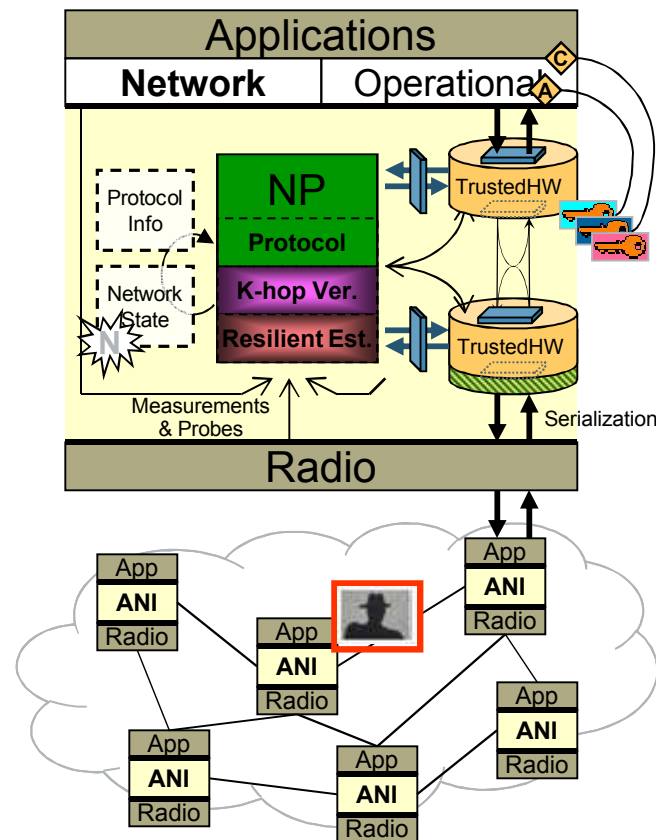 Applications
Network
Operational
C
A
Protocol
Info
Network
State
N
NP
Protocol
K-hop Ver.
Resilient Est.
TrustedHW
TrustedHW
Measurements
& Probes
Serialization
Radio
App
ANI
Radio
App
ANI
Radio
App
ANI
Radio
App
ANI
Radio
App
ANI
Radio
App
ANI
Radio